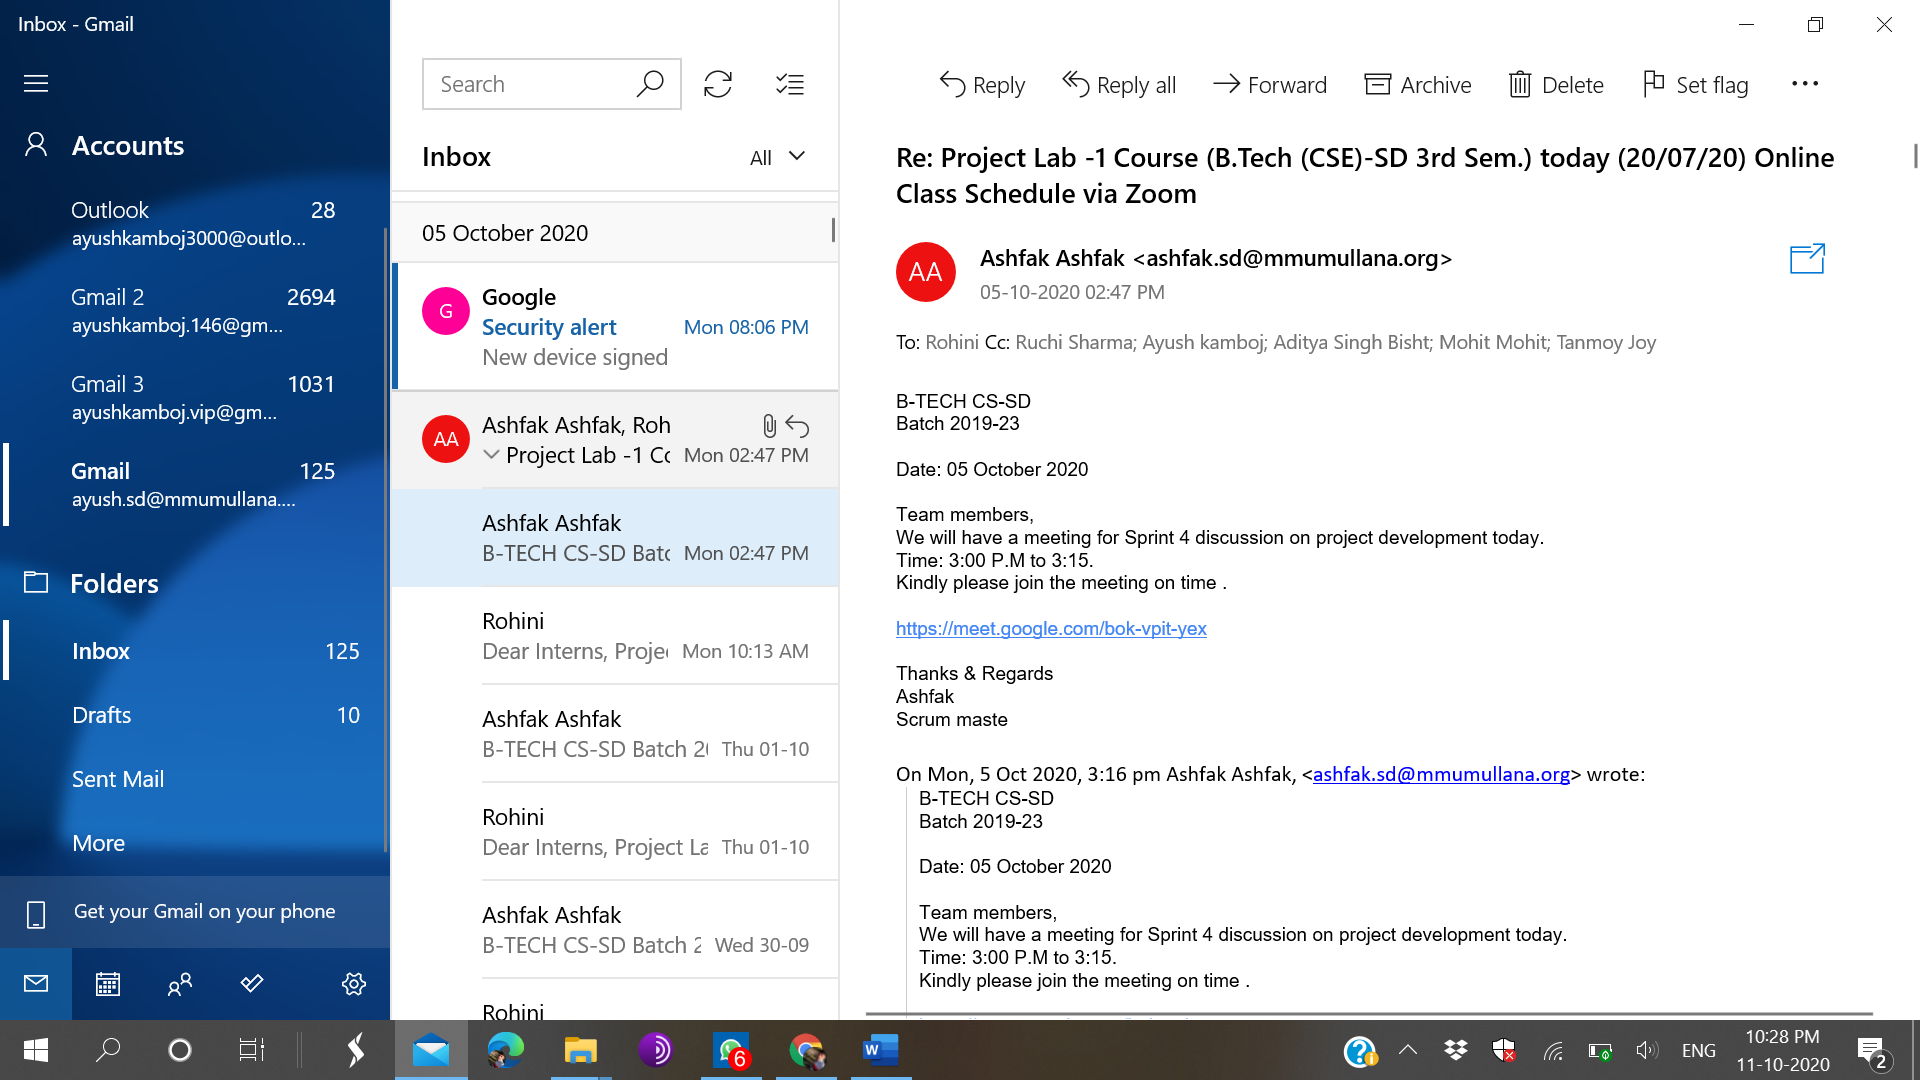 Inbox - Gmail
Accounts
Outlook 28
ayushkamboj3000@outlo...
Gmail 2 2694
ayushkamboj.146@gm...
Gmail 3 1031
ayushkamboj.vip@gm...
Gmail 125
ayush.sd@mmumullana....
Folders
Inbox 125
Drafts 10
Sent Mail
More
Get your Gmail on your phone
Search
Inbox All
05 October 2020
G
Google
Security alert Mon 08:06 PM
New device signed
AA
Ashfak Ashfak, Roh
Project Lab -1 Co Mon 02:47 PM
Ashfak Ashfak
B-TECH CS-SD Batc Mon 02:47 PM
Rohini
Dear Interns, Projec Mon 10:13 AM
Ashfak Ashfak
B-TECH CS-SD Batch 20 Thu 01-10
Rohini
Dear Interns, Project La Thu 01-10
Ashfak Ashfak
B-TECH CS-SD Batch 2 Wed 30-09
Rohini
Reply Reply all Forward Archive Delete Set flag
Re: Project Lab -1 Course (B.Tech (CSE)-SD 3rd Sem.) today (20/07/20) Online
Class Schedule via Zoom
AA
Ashfak Ashfak <ashfak.sd@mmumullana.org>
05-10-2020 02:47 PM
To: Rohini Cc: Ruchi Sharma; Ayush kamboj; Aditya Singh Bisht; Mohit Mohit; Tanmoy Joy
B-TECH CS-SD
Batch 2019-23
Date: 05 October 2020
Team members,
We will have a meeting for Sprint 4 discussion on project development today.
Time: 3:00 P.M to 3:15.
Kindly please join the meeting on time .
https://meet.google.com/bok-vpit-yex
Thanks & Regards
Ashfak
Scrum maste
On Mon, 5 Oct 2020, 3:16 pm Ashfak Ashfak, <ashfak.sd@mmumullana.org> wrote:
B-TECH CS-SD
Batch 2019-23
Date: 05 October 2020
Team members,
We will have a meeting for Sprint 4 discussion on project development today.
Time: 3:00 P.M to 3:15.
Kindly please join the meeting on time .
6
W
ENG
10:28 PM
11-10-2020
2